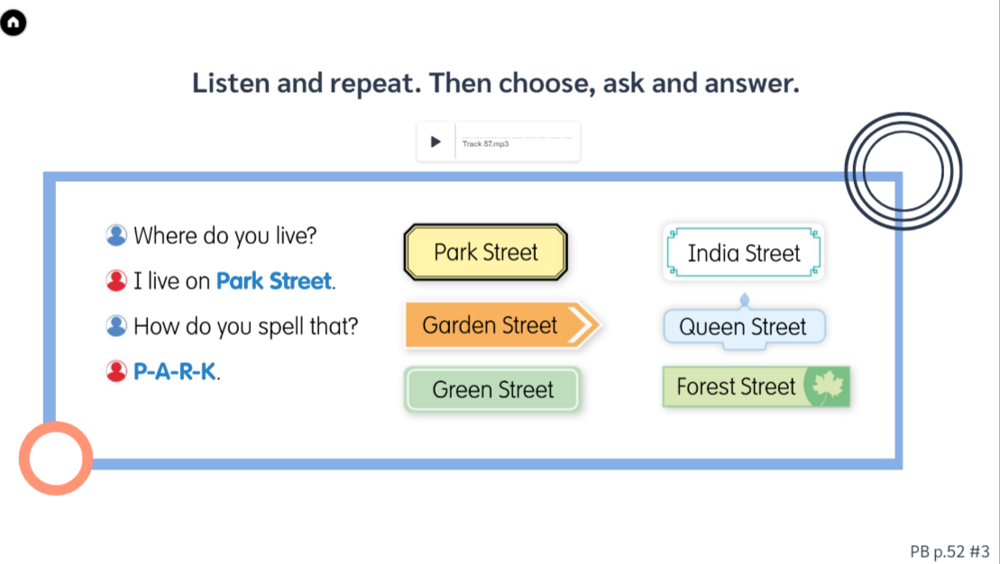 Listen and repeat. Then choose, ask and answer.
Track 57.mp3
Where do you live?
I live on Park Street.
How do you spell that?
P-A-R-K.
Park Street
Garden Street
Green Street
India Street
Queen Street
Forest Street
PB p.52 #3